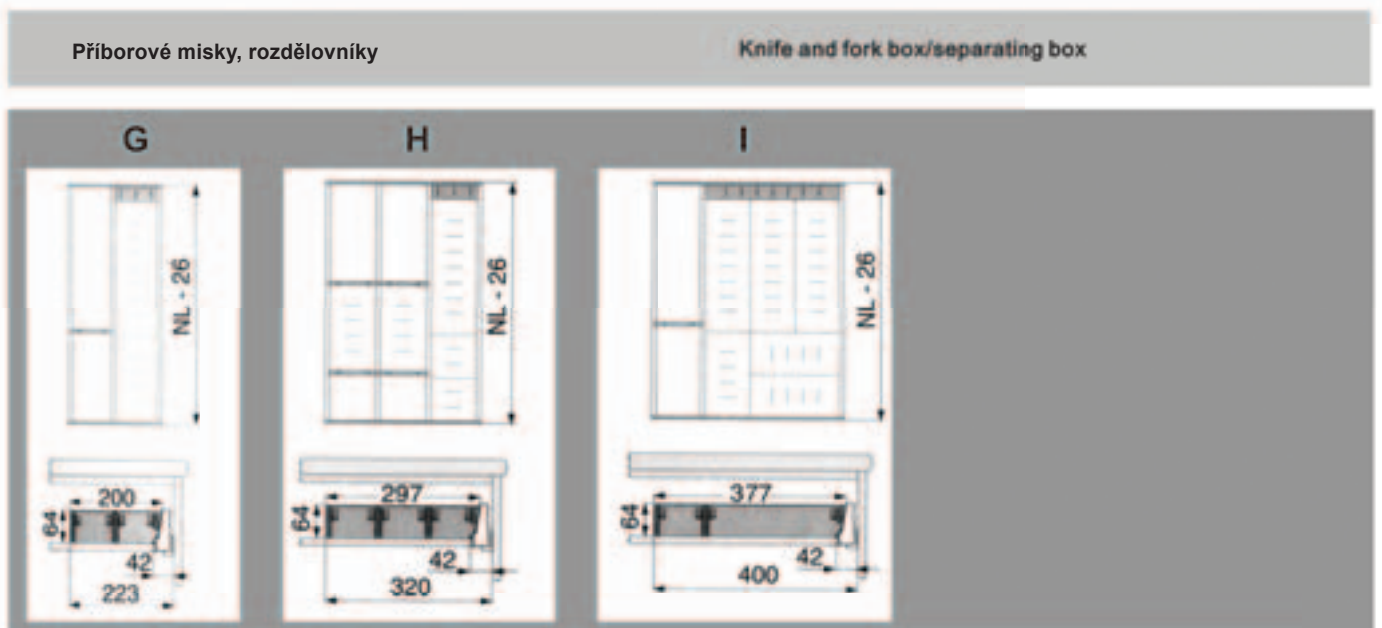 Příborové misky, rozdělovníky
Knife and fork box/separating box
G
H
I
NL - 26
NL - 26
NL - 26
200
64
42
223
297
64
42
320
377
64
42
400